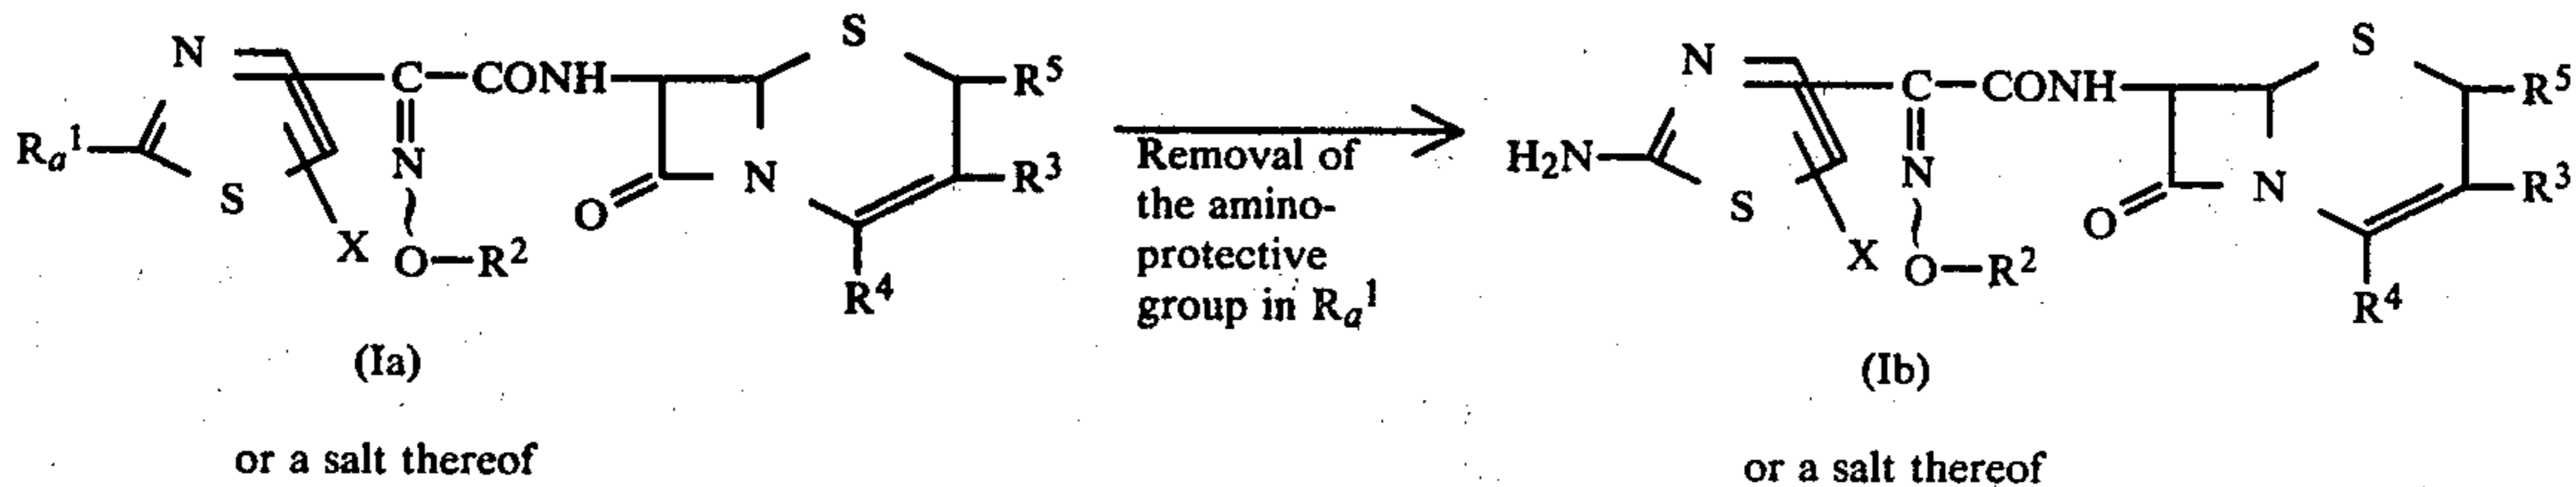 N S N S
C—CONH R⁵ C—CONH R⁵
Rₐ¹ N N R³ H₂N N N R³
S O S O
X O—R² R⁴ X O—R² R⁴
Removal of
the amino-
protective
group in Rₐ¹
(Ia) (Ib)
or a salt thereof or a salt thereof